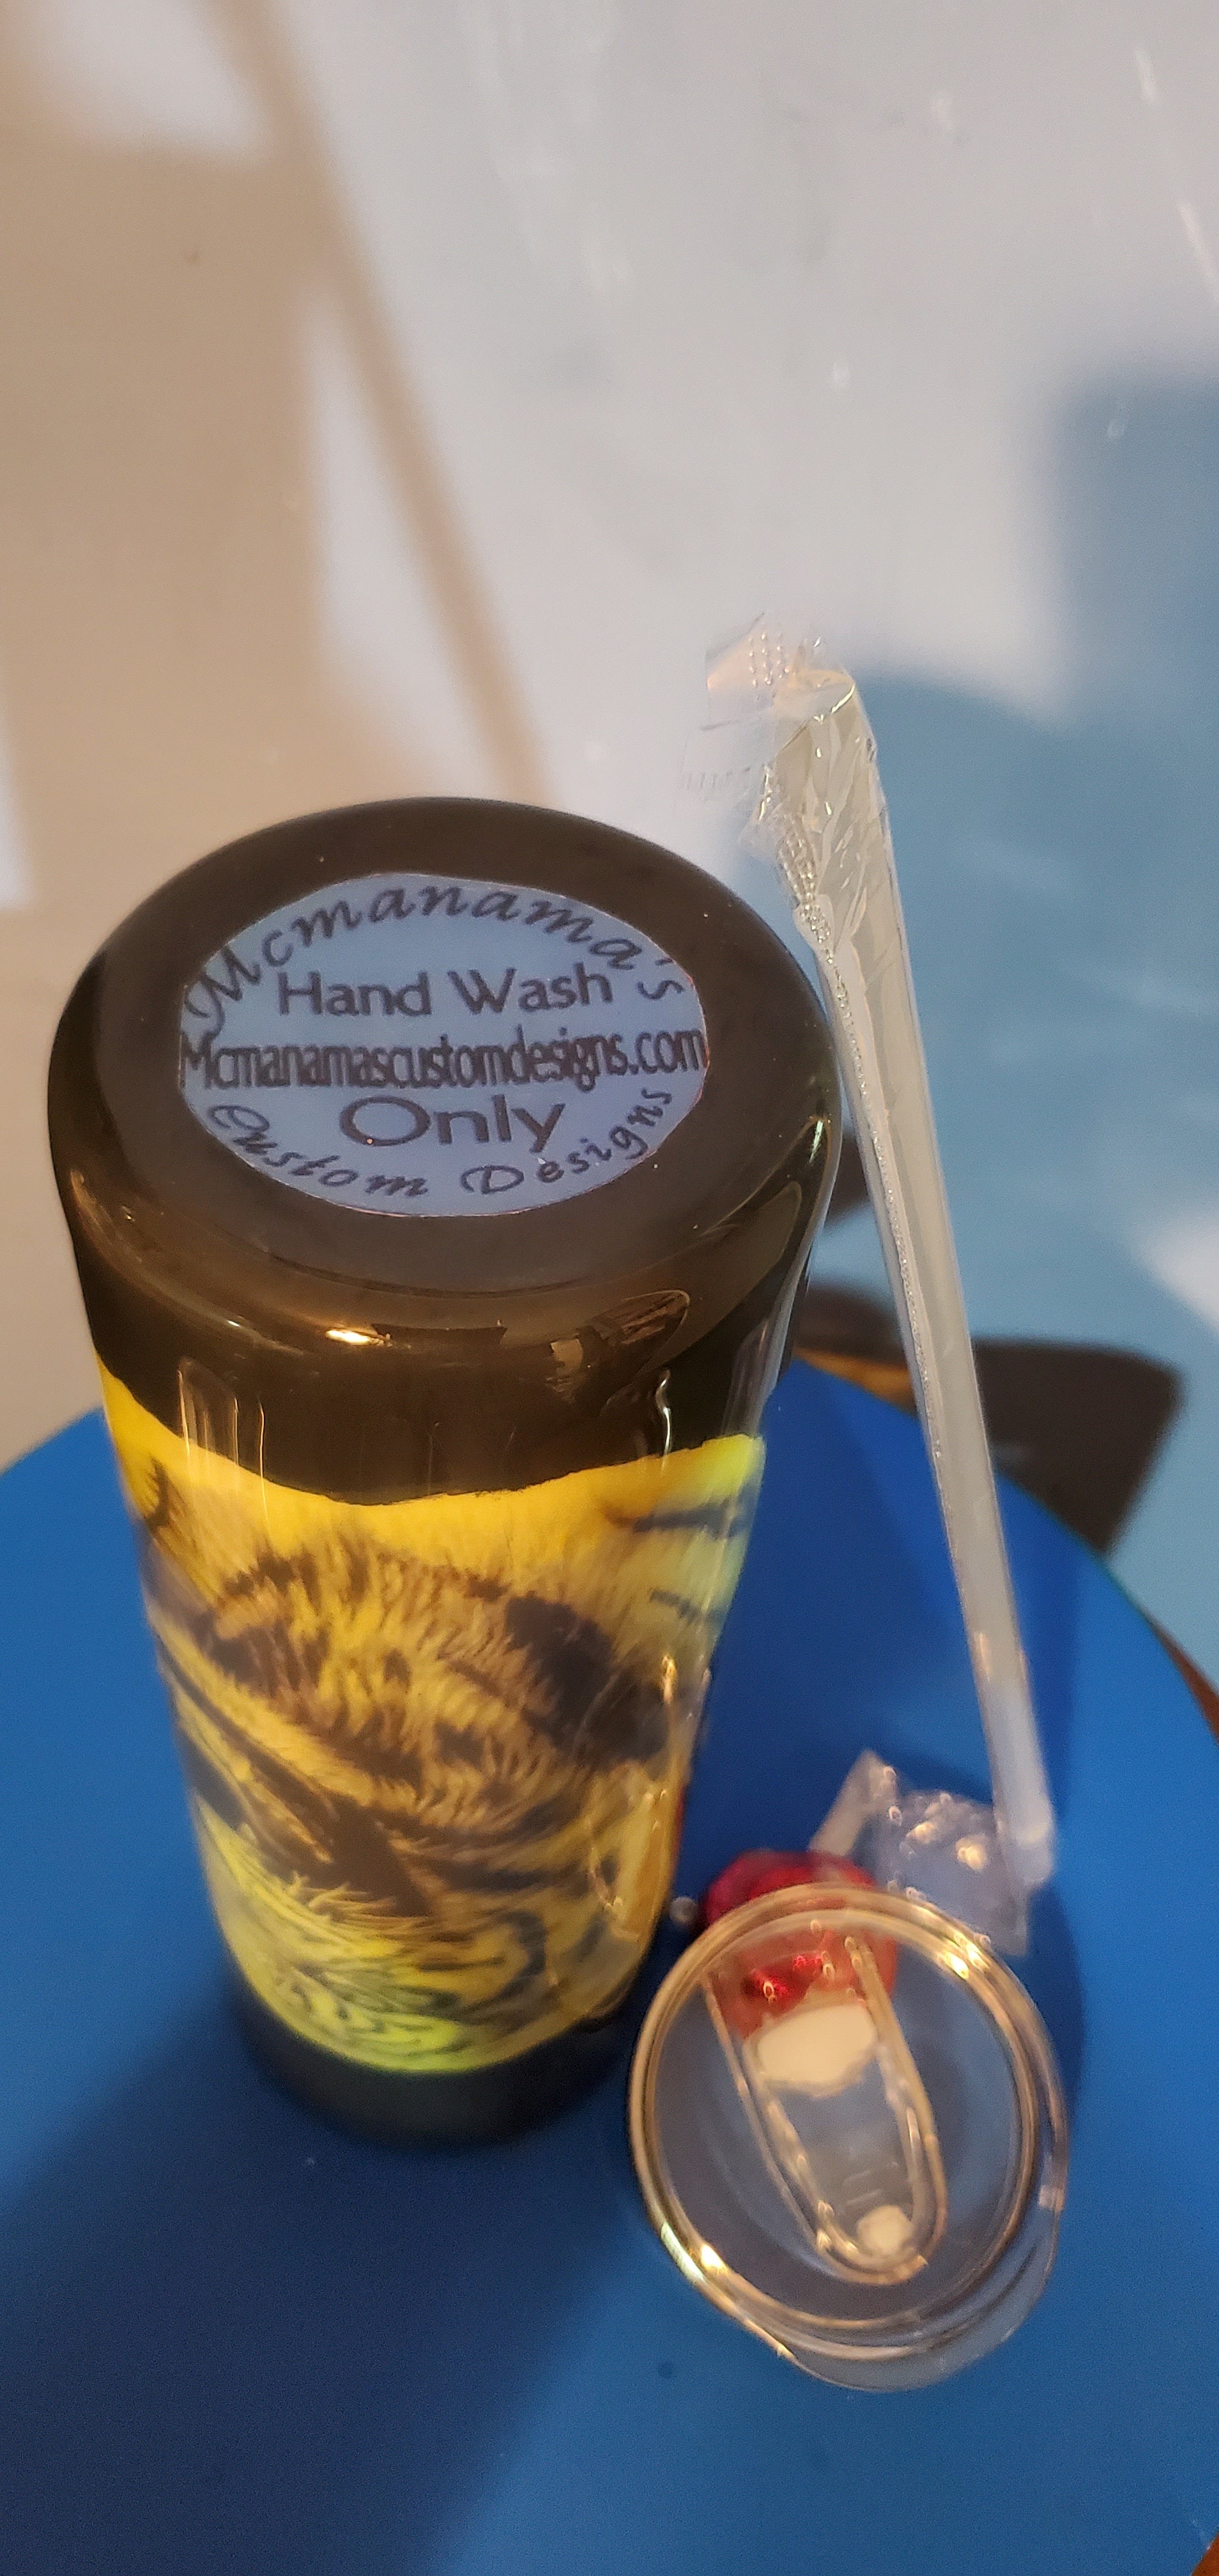 Mcmanama's
Hand Wash
Mcmanamascustomdesigns.com
Only
Custom Designs